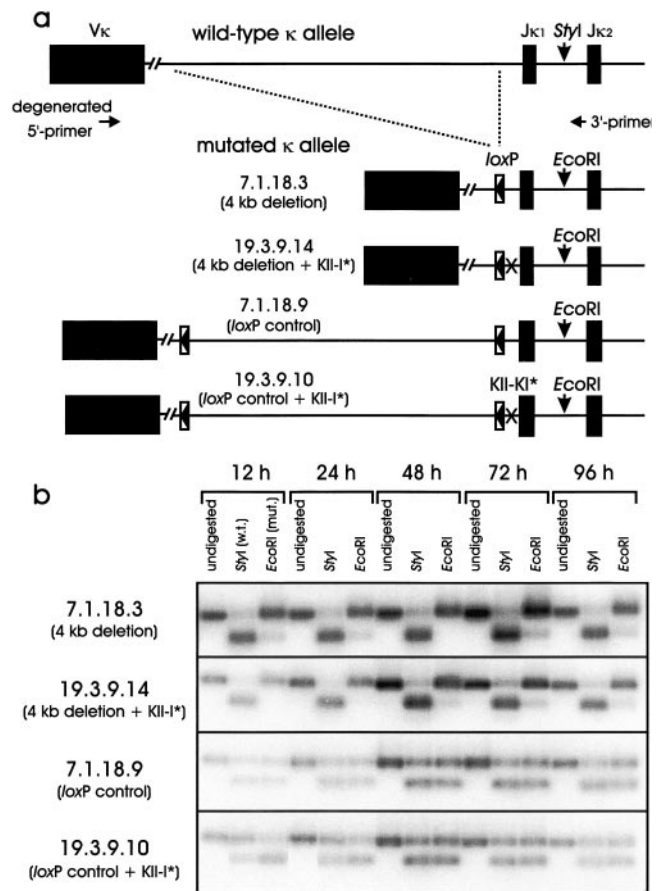 a
Vκ
wild-type κ allele
Jκ1
StyI
Jκ2
degenerated
5'-primer
3'-primer
mutated κ allele
loxP
EcoRI
7.1.18.3
(4 kb deletion)
19.3.9.14
(4 kb deletion + KII-I*)
EcoRI
7.1.18.9
(loxP control)
EcoRI
19.3.9.10
(loxP control + KII-I*)
KII-KI*
EcoRI
b
12 h
24 h
48 h
72 h
96 h
undigested
StyI (w.t.)
EcoRI (mut.)
undigested
StyI
EcoRI
undigested
StyI
EcoRI
undigested
StyI
EcoRI
undigested
StyI
EcoRI
7.1.18.3
(4 kb deletion)
19.3.9.14
(4 kb deletion + KII-I*)
7.1.18.9
(loxP control)
19.3.9.10
(loxP control + KII-I*)